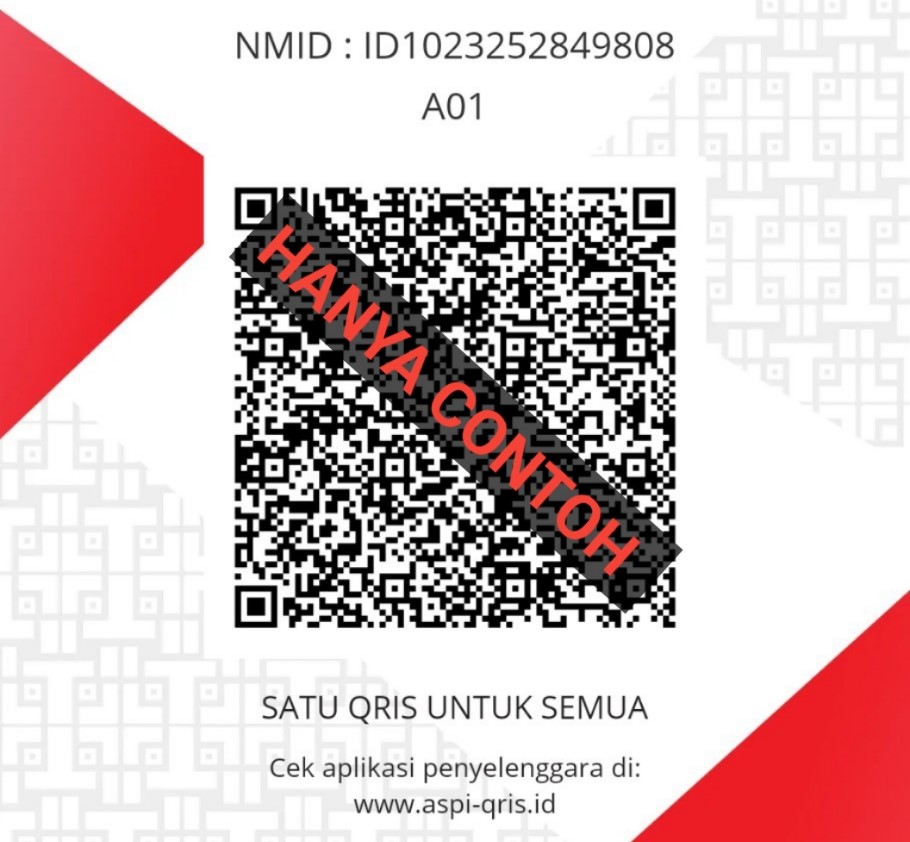 NMID : ID1023252849808
A01
HANYA CONTOH
SATU QRIS UNTUK SEMUA
Cek aplikasi penyelenggara di:
www.aspi-qris.id